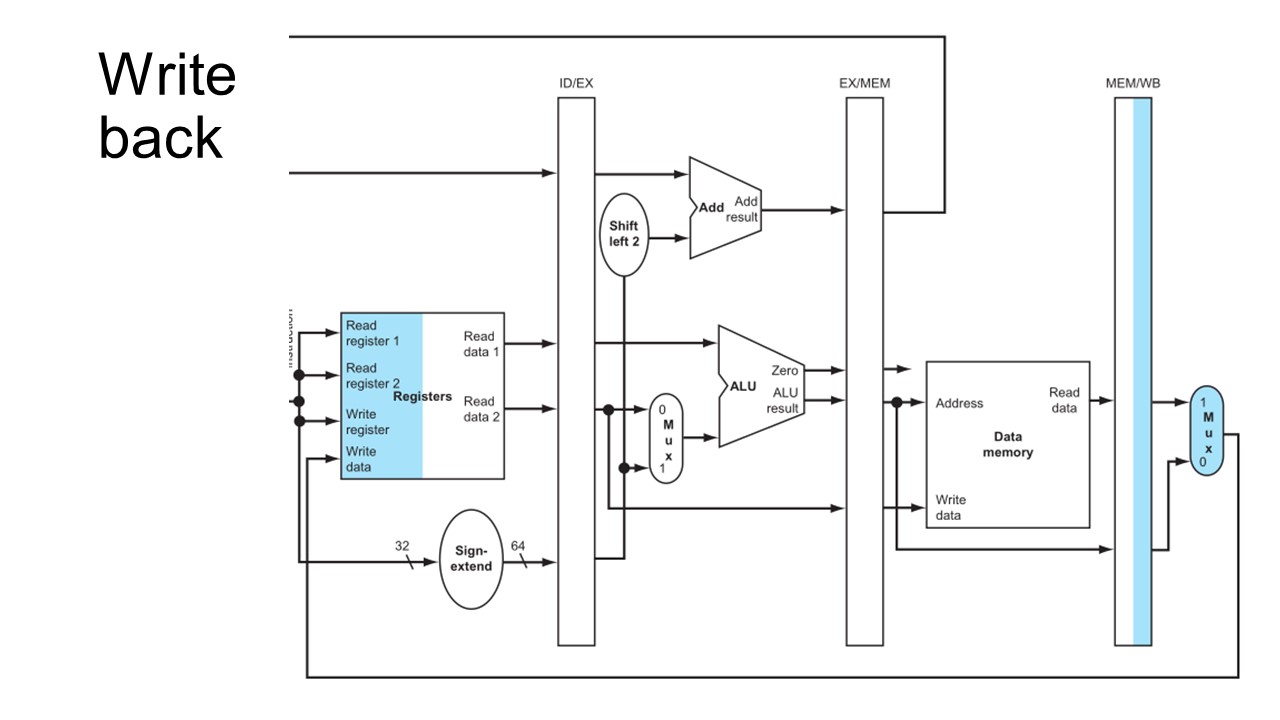 Write
back
ID/EX
EX/MEM
MEM/WB
Add
Add
result
Shift
left 2
Read
register 1
Read
register 2
Write
register
Write
data
Registers
Read
data 1
Read
data 2
Zero
ALU
ALU
result
0
M
u
x
1
Address
Read
data
Data
memory
Write
data
1
M
u
x
0
32
Sign-
extend
64